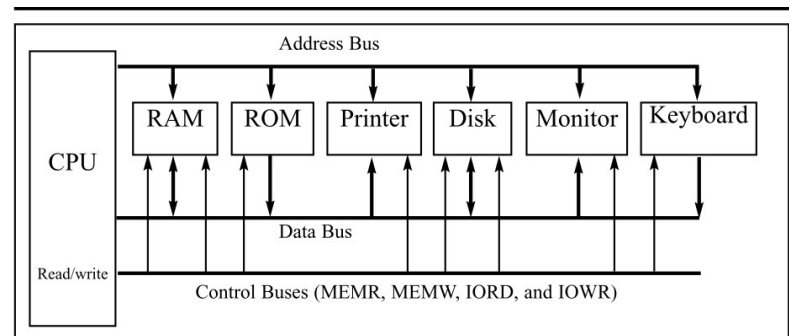 Address Bus
RAM ROM Printer Disk Monitor Keyboard
CPU
Data Bus
Read/write
Control Buses (MEMR, MEMW, IORD, and IOWR)